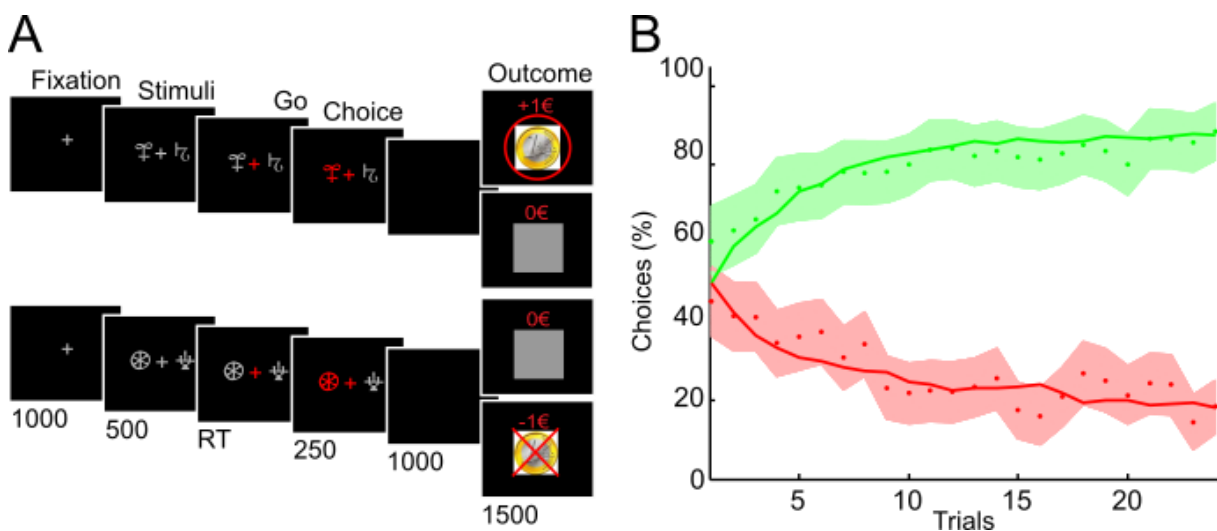 A
Fixation
Stimuli
Go
Choice
Outcome
+1€
0€
0€
-1€
1000
500
RT
250
1000
1500
B
100
80
60
40
20
0
Choices (%)
5
10
15
20
Trials